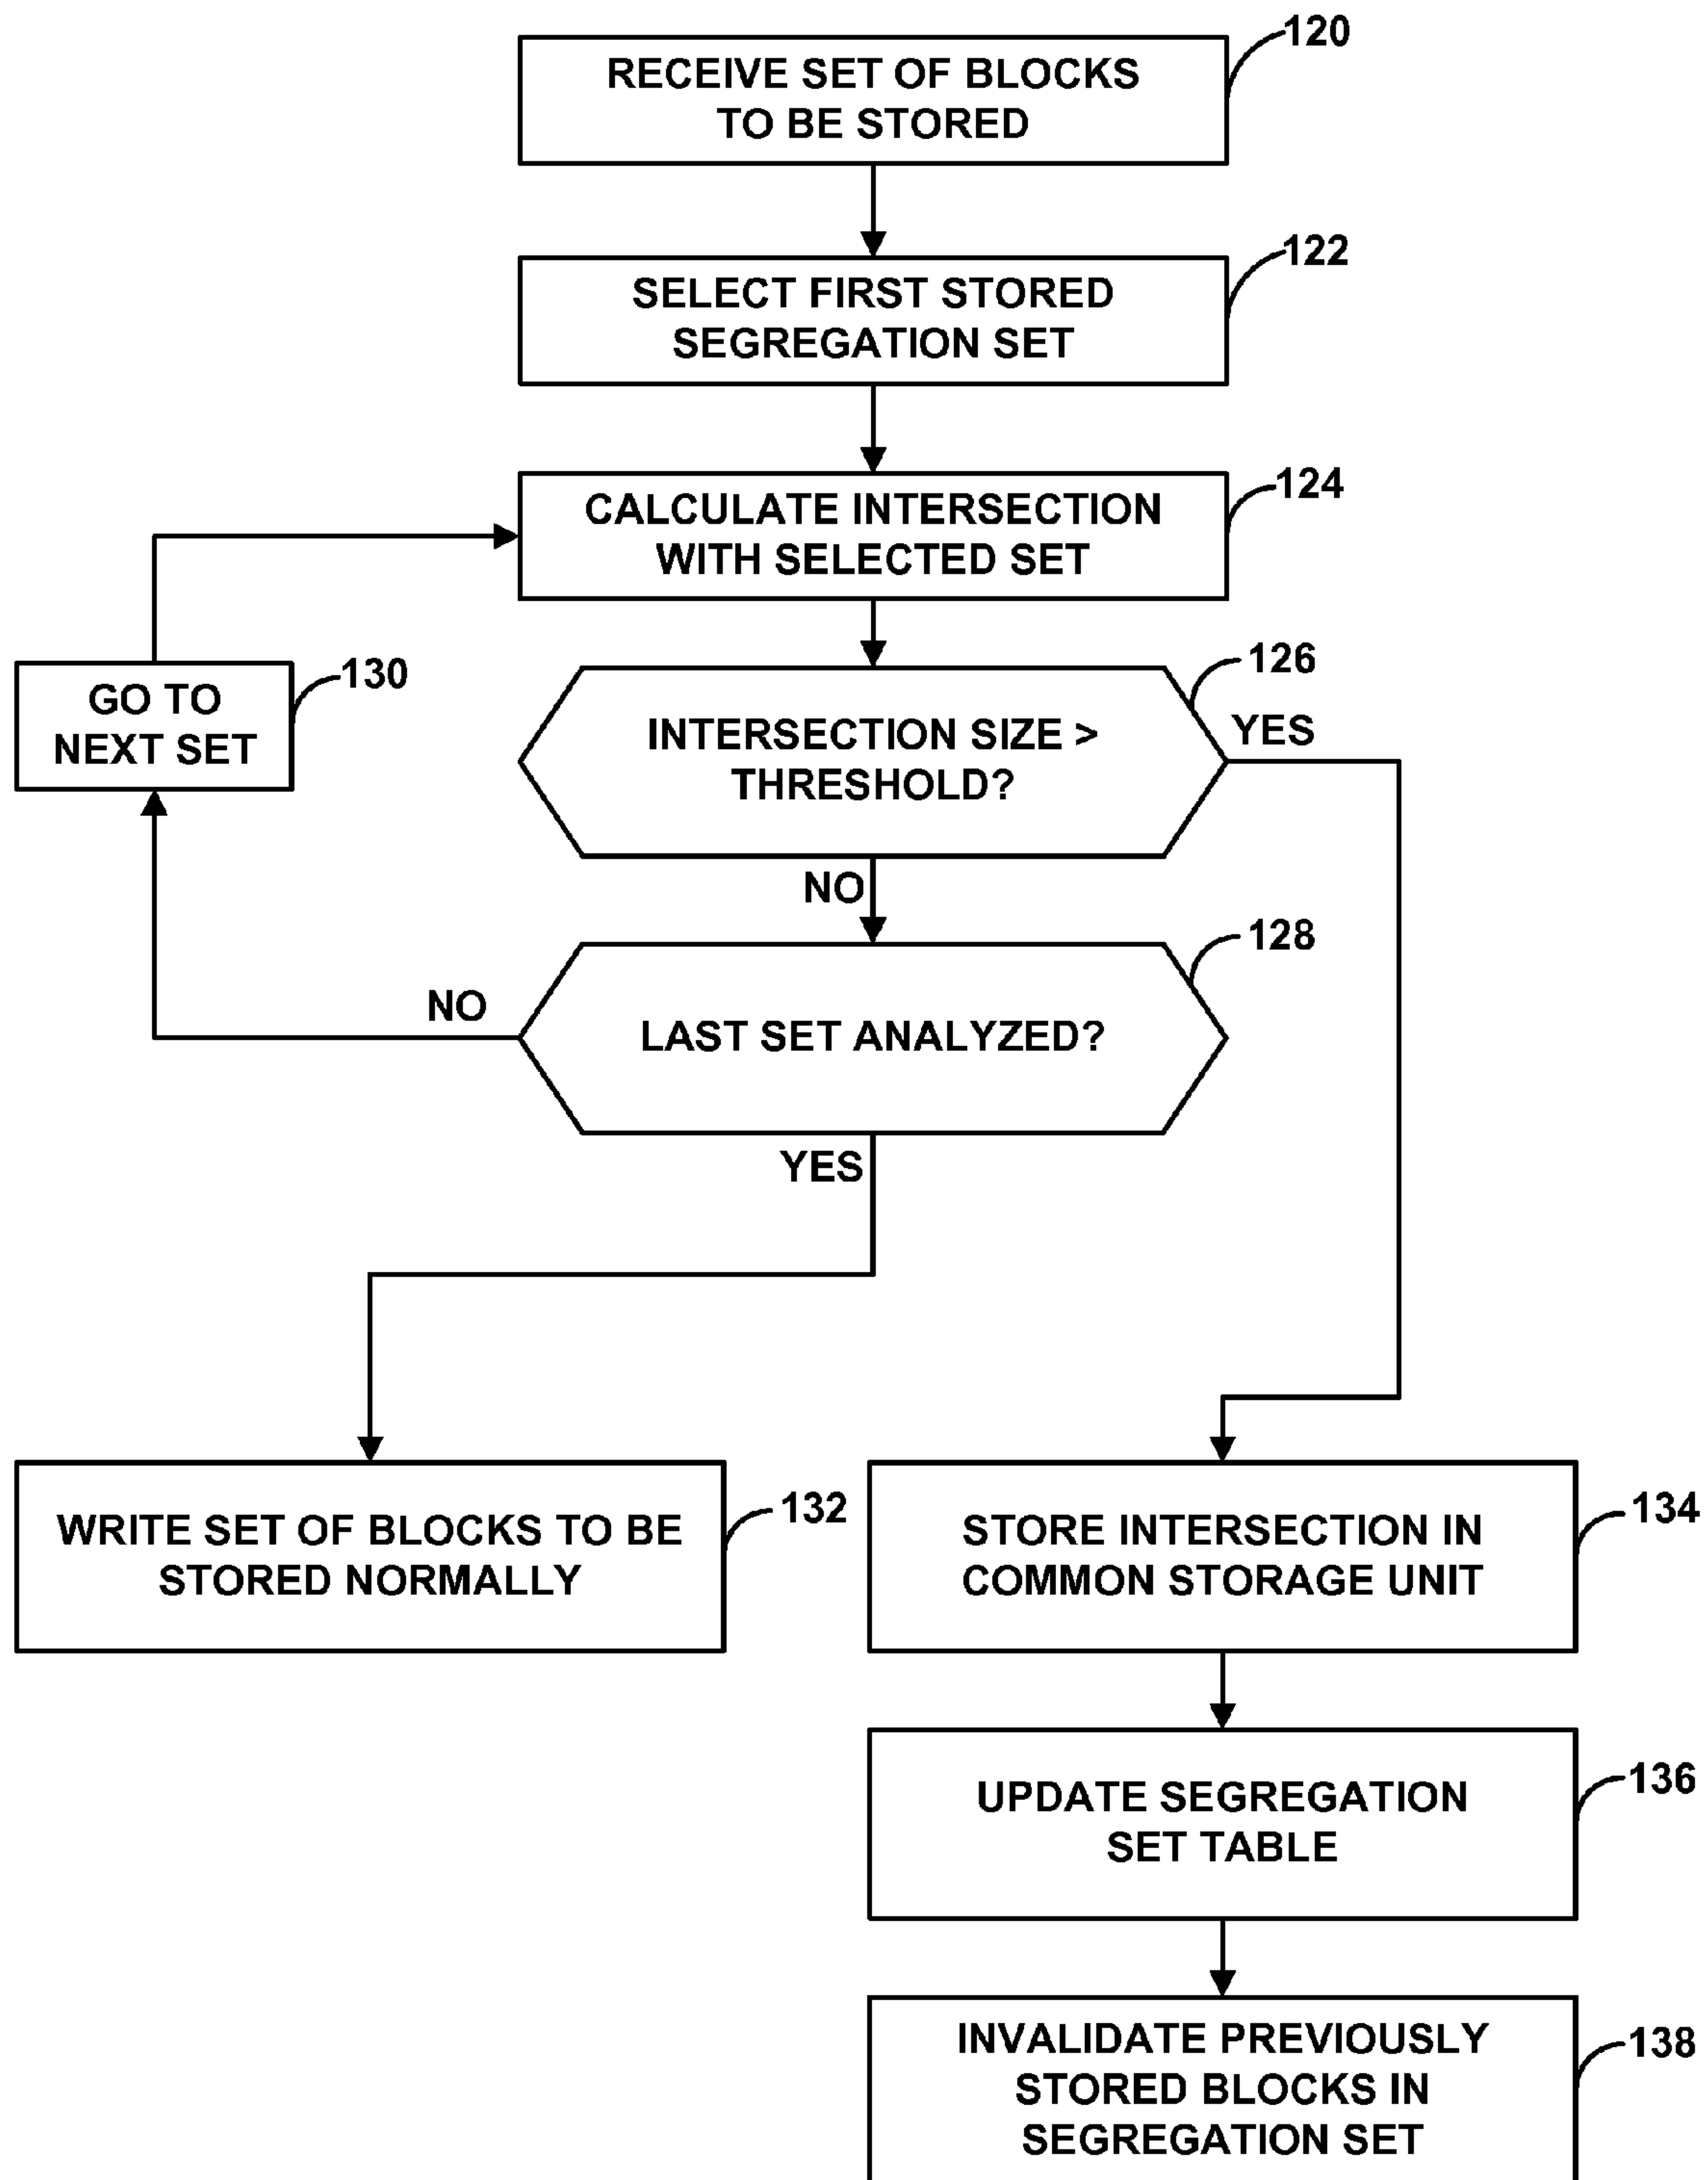 120
RECEIVE SET OF BLOCKS
TO BE STORED
122
SELECT FIRST STORED
SEGREGATION SET
124
CALCULATE INTERSECTION
WITH SELECTED SET
130
GO TO
NEXT SET
126
INTERSECTION SIZE >
THRESHOLD?
YES
NO
128
LAST SET ANALYZED?
NO
YES
132
WRITE SET OF BLOCKS TO BE
STORED NORMALLY
134
STORE INTERSECTION IN
COMMON STORAGE UNIT
136
UPDATE SEGREGATION
SET TABLE
138
INVALIDATE PREVIOUSLY
STORED BLOCKS IN
SEGREGATION SET